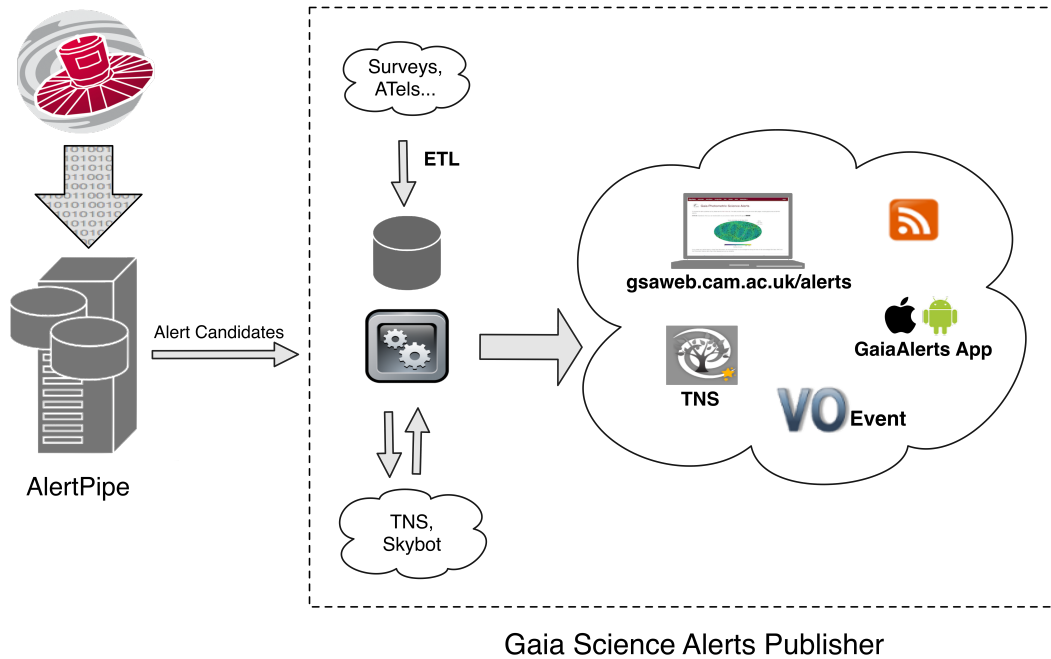 Surveys,
ATels...
ETL
Alert Candidates
AlertPipe
TNS,
Skybot
gsaweb.cam.ac.uk/alerts
GaiaAlerts App
TNS
VO Event
Gaia Science Alerts Publisher